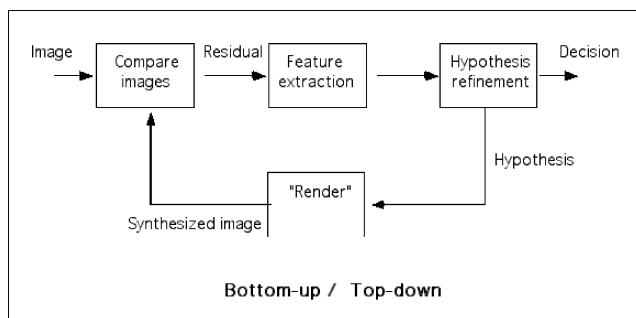 Image
Compare
images
Residual
Feature
extraction
Hypothesis
refinement
Decision
Hypothesis
"Render"
Synthesized image
Bottom-up / Top-down